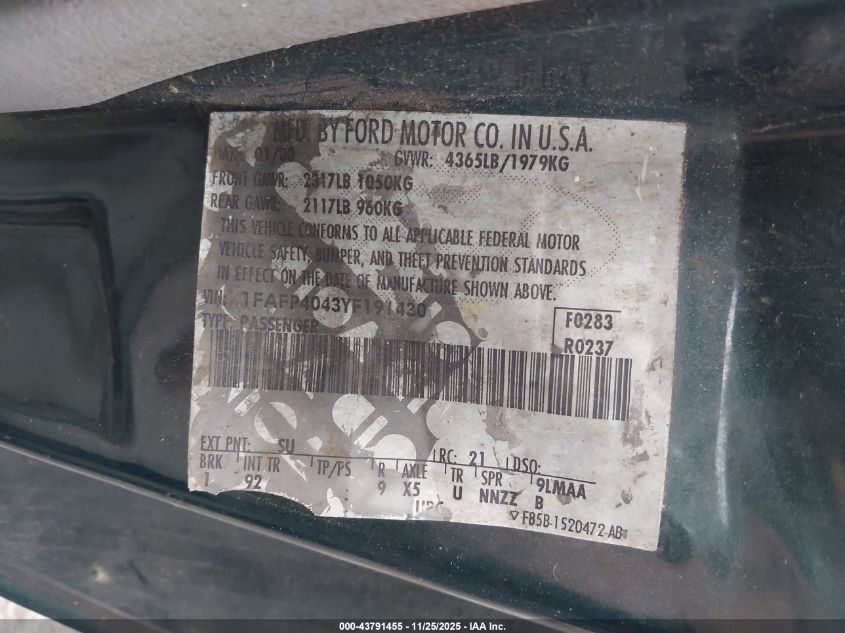 MFD. BY FORD MOTOR CO. IN U.S.A.
DATE: 01/00 GVWR: 4365LB/1979KG
FRONT GAWR: 2317LB 1050KG
REAR GAWR: 2117LB 960KG
THIS VEHICLE CONFORMS TO ALL APPLICABLE FEDERAL MOTOR
VEHICLE SAFETY, BUMPER, AND THEFT PREVENTION STANDARDS
IN EFFECT ON THE DATE OF MANUFACTURE SHOWN ABOVE.
VIN: 1FAFP4043YF191430
TYPE: PASSENGER
F0283
R0237
EXT PNT: SU RC: 21 DSO:
BRK INT TR TP/PS R AXLE TR SPR 9LMAA
1 92 9 X5 U NNZZ B
UPC
F85B-1520472-AB
000-43791455 - 11/25/2025 - IAA Inc.